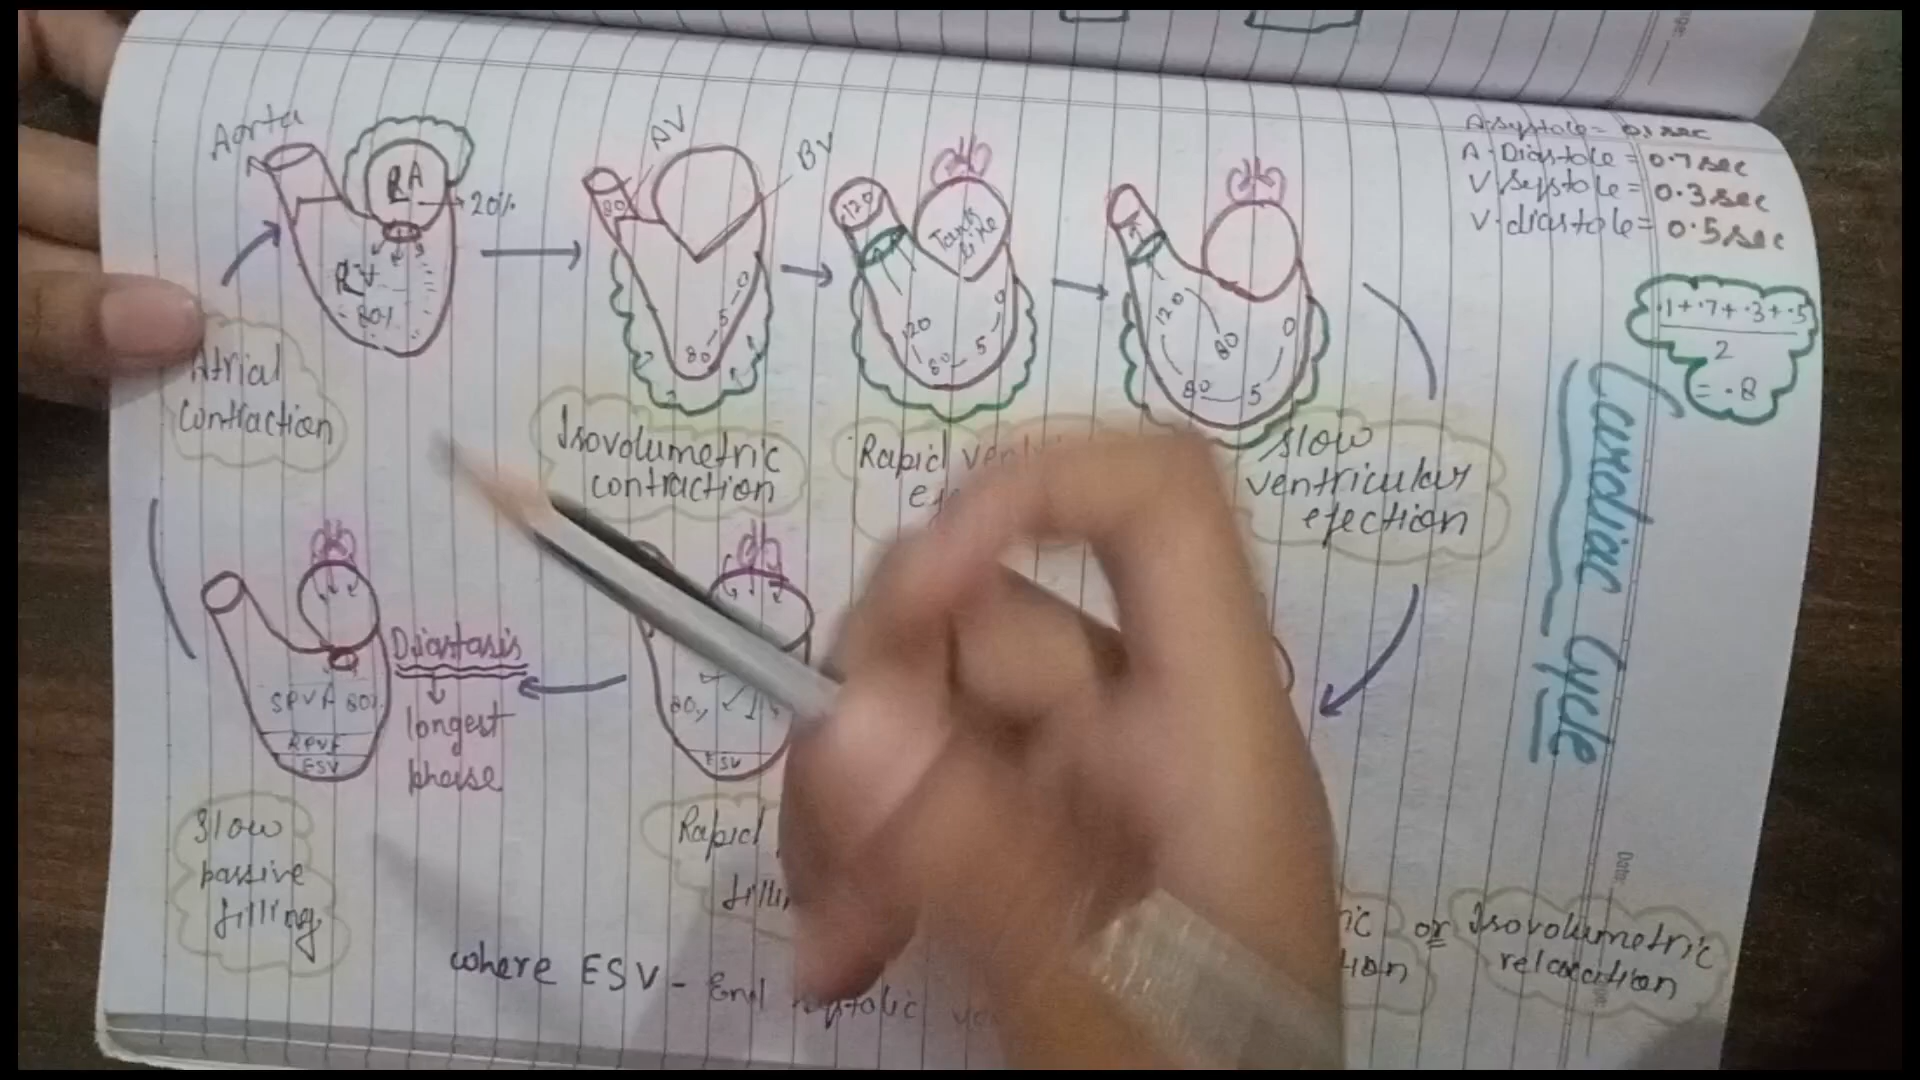 Aorta
RA
20%
RV
80%
Atrial
contraction
AV
BV
80
0
5
80
Isovolumetric
contraction
120
Tank
like
120
80
5
0
Rapid
120
80
80
5
0
Slow
ventricular
ejection
A.systole = 0.1 sec
A.Diastole = 0.7 sec
V systole = 0.3 sec
V.diastole = 0.5 sec
.1+.7+.3+.5
2
= .8
Cardiac Cycle
SPVF 80%
RPVF
ESV
Diastasis
longest
phase
Slow
passive
filling
80%
ESV
Rapid
or Isovolumetric
relaxation
where ESV - End systolic
Date: